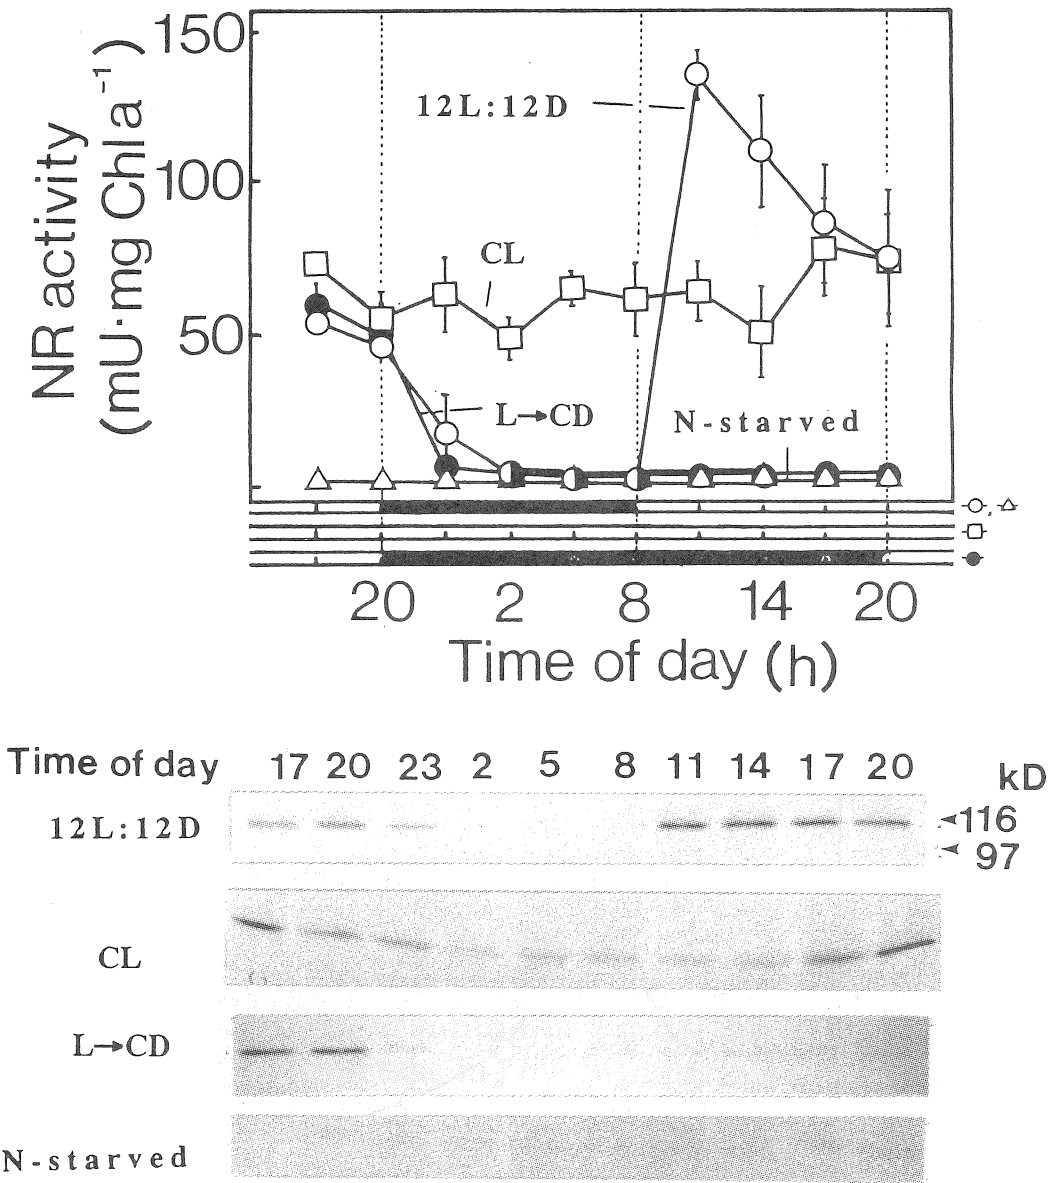 150
100
50
NR activity
(mU·mg Chl a⁻¹)
12L:12D
CL
L→CD
N-starved
20 2 8 14 20
Time of day (h)
Time of day 17 20 23 2 5 8 11 14 17 20 kD
12L:12D
116
97
CL
L→CD
N-starved